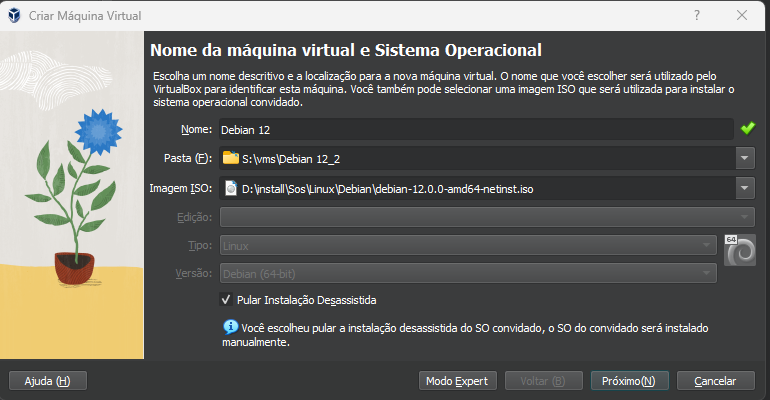 Criar Máquina Virtual
Nome da máquina virtual e Sistema Operacional
Escolha um nome descritivo e a localização para a nova máquina virtual. O nome que você escolher será utilizado pelo
VirtualBox para identificar esta máquina. Você também pode selecionar uma imagem ISO que será utilizada para instalar o
sistema operacional convidado.
Nome: Debian 12
Pasta (F): S:\vms\Debian 12_2
Imagem ISO: D:\install\Sos\Linux\Debian\debian-12.0.0-amd64-netinst.iso
Edição:
Tipo: Linux
64
Versão: Debian (64-bit)
Pular Instalação Desassistida
Você escolheu pular a instalação desassistida do SO convidado, o SO do convidado será instalado
manualmente.
Ajuda (H) Modo Expert Voltar (B) Próximo(N) Cancelar